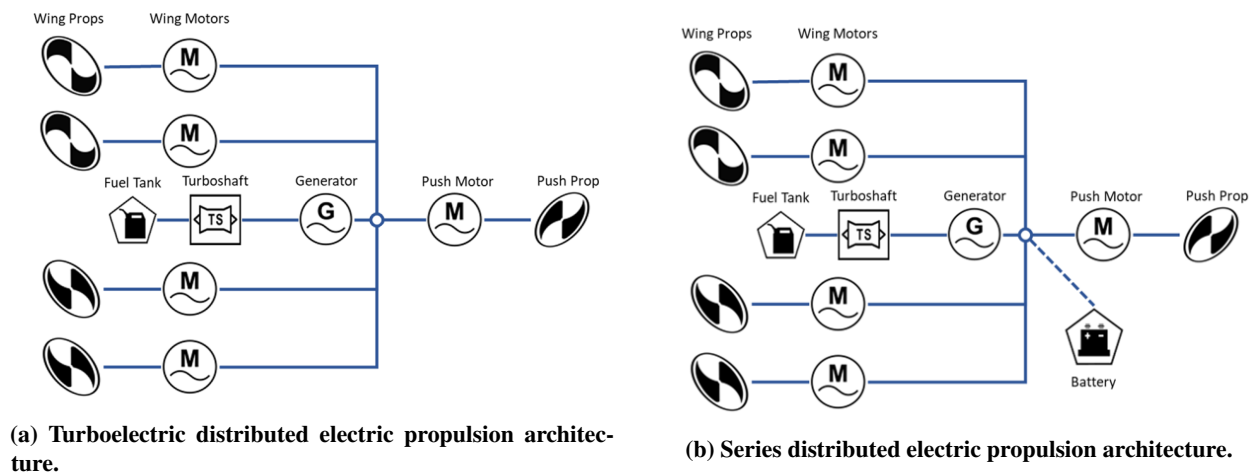 Wing Props Wing Motors
M
M
Fuel Tank Turboshaft Generator Push Motor Push Prop
TS G M
M
M
(a) Turboelectric distributed electric propulsion architec-
ture.
Wing Props Wing Motors
M
M
Fuel Tank Turboshaft Generator Push Motor Push Prop
TS G M
M
M
+ -
Battery
(b) Series distributed electric propulsion architecture.